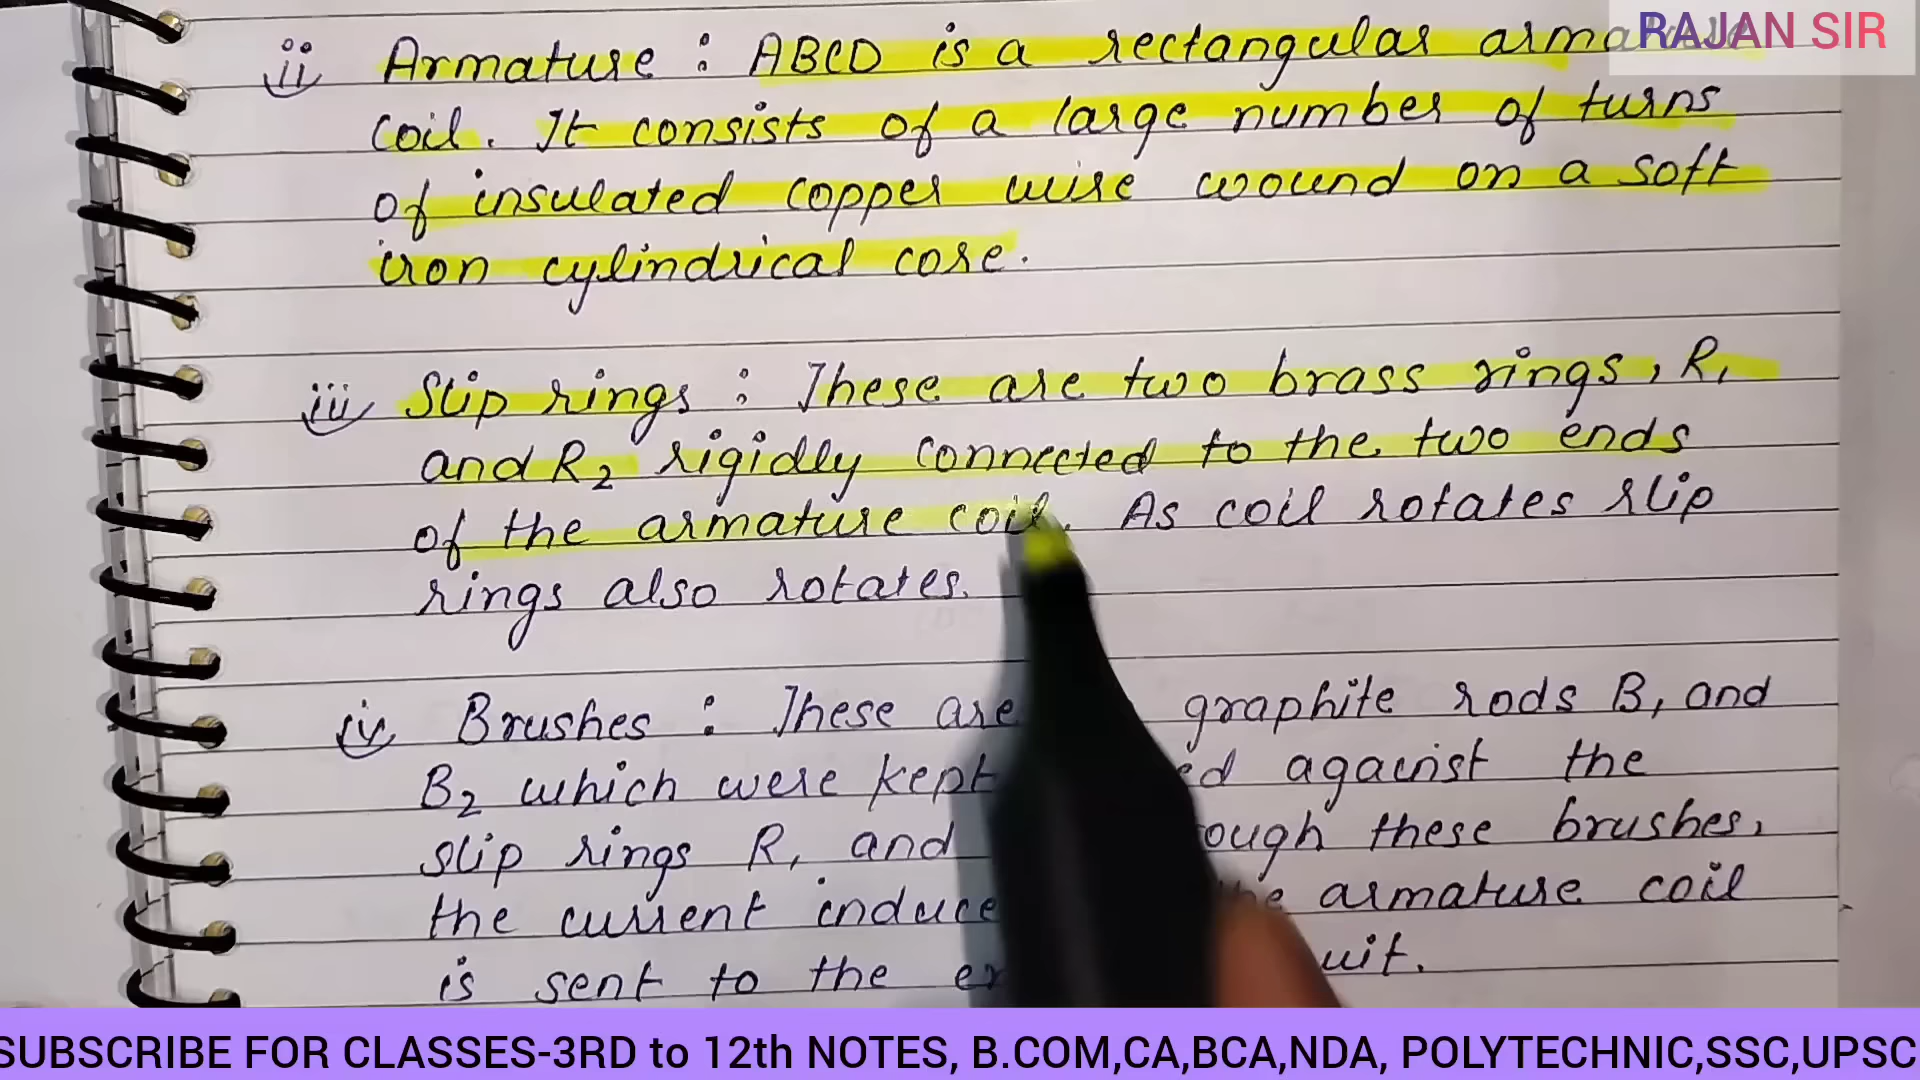 RAJAN SIR
ii Armature : ABCD is a rectangular
coil. It consists of a large number of turns
of insulated copper wire wound on a soft
iron cylindrical core.
iii Slip rings : These are two brass rings, R1
and R2 rigidly connected to the two ends
of the armature coil. As coil rotates slip
rings also rotates.
iv Brushes : These are graphite rods B1 and
B2 which were kept against the
slip rings R1 and these brushes,
the current armature coil
is sent to the
SUBSCRIBE FOR CLASSES-3RD to 12th NOTES, B.COM,CA,BCA,NDA, POLYTECHNIC,SSC,UPSC